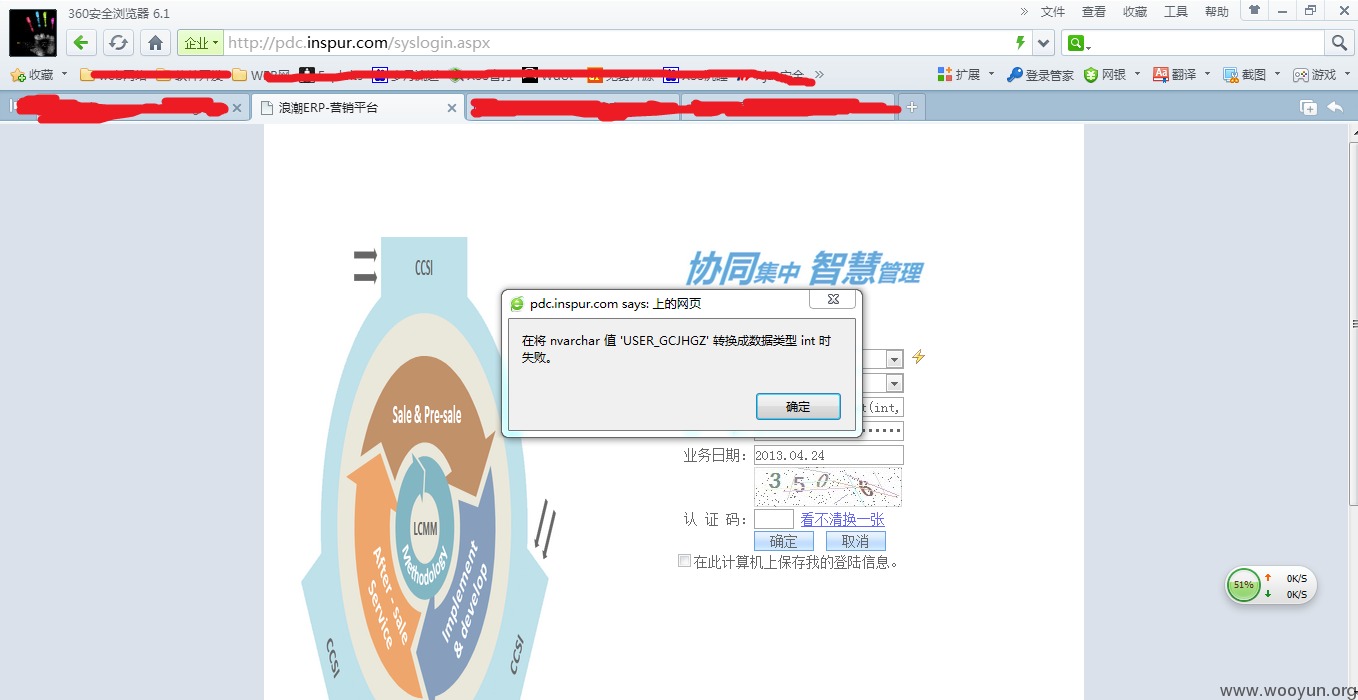 360安全浏览器 6.1
» 文件 查看 收藏 工具 帮助
企业 http://pdc.inspur.com/syslogin.aspx
收藏 » 扩展 登录管家 网银 翻译 截图 游戏
浪潮ERP-营销平台
CCSI
协同集中 智慧管理
pdc.inspur.com says: 上的网页
在将 nvarchar 值 'USER_GCJHGZ' 转换成数据类型 int 时
失败。
确定
t(int,
Sale & Pre-sale
业务日期: 2013.04.24
3 5 0 6
LCMM
Methodology
认 证 码: 看不清换一张
确定 取消
在此计算机上保存我的登陆信息。
After - sale
Service
Implement
& develop
51% 0K/S
0K/S
CCSI
CCSI
www.wooyun.org